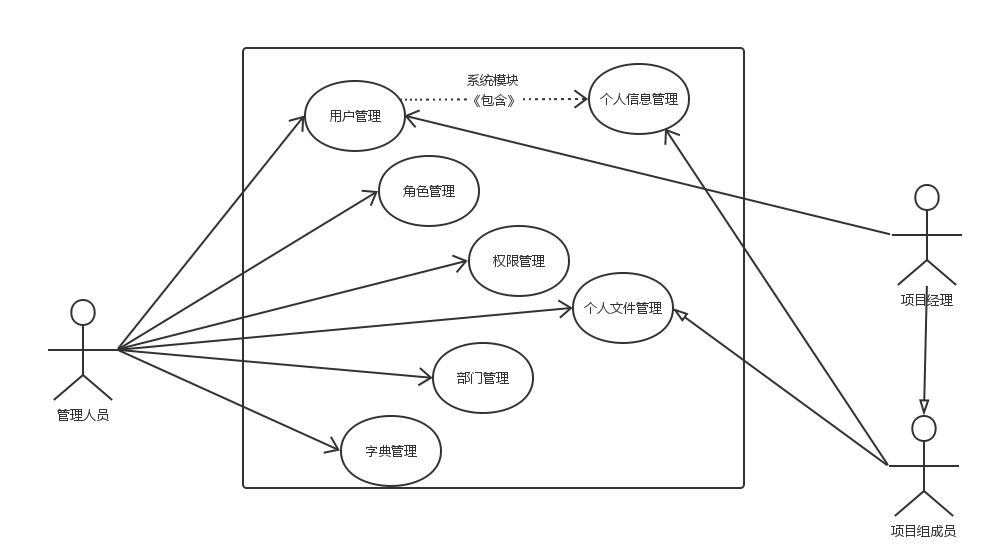 系统模块
《包含》
用户管理
个人信息管理
角色管理
权限管理
个人文件管理
部门管理
字典管理
管理人员
项目经理
项目组成员